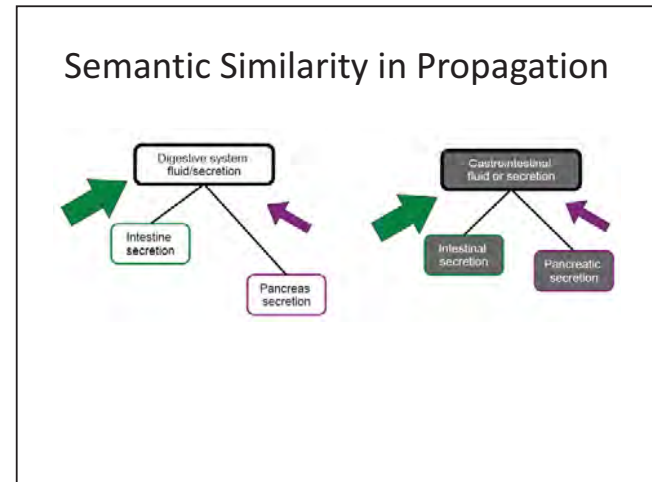 Semantic Similarity in Propagation
Digestive system
fluid/secretion
Intestine
secretion
Pancreas
secretion
Gastrointestinal
fluid or secretion
Intestinal
secretion
Pancreatic
secretion